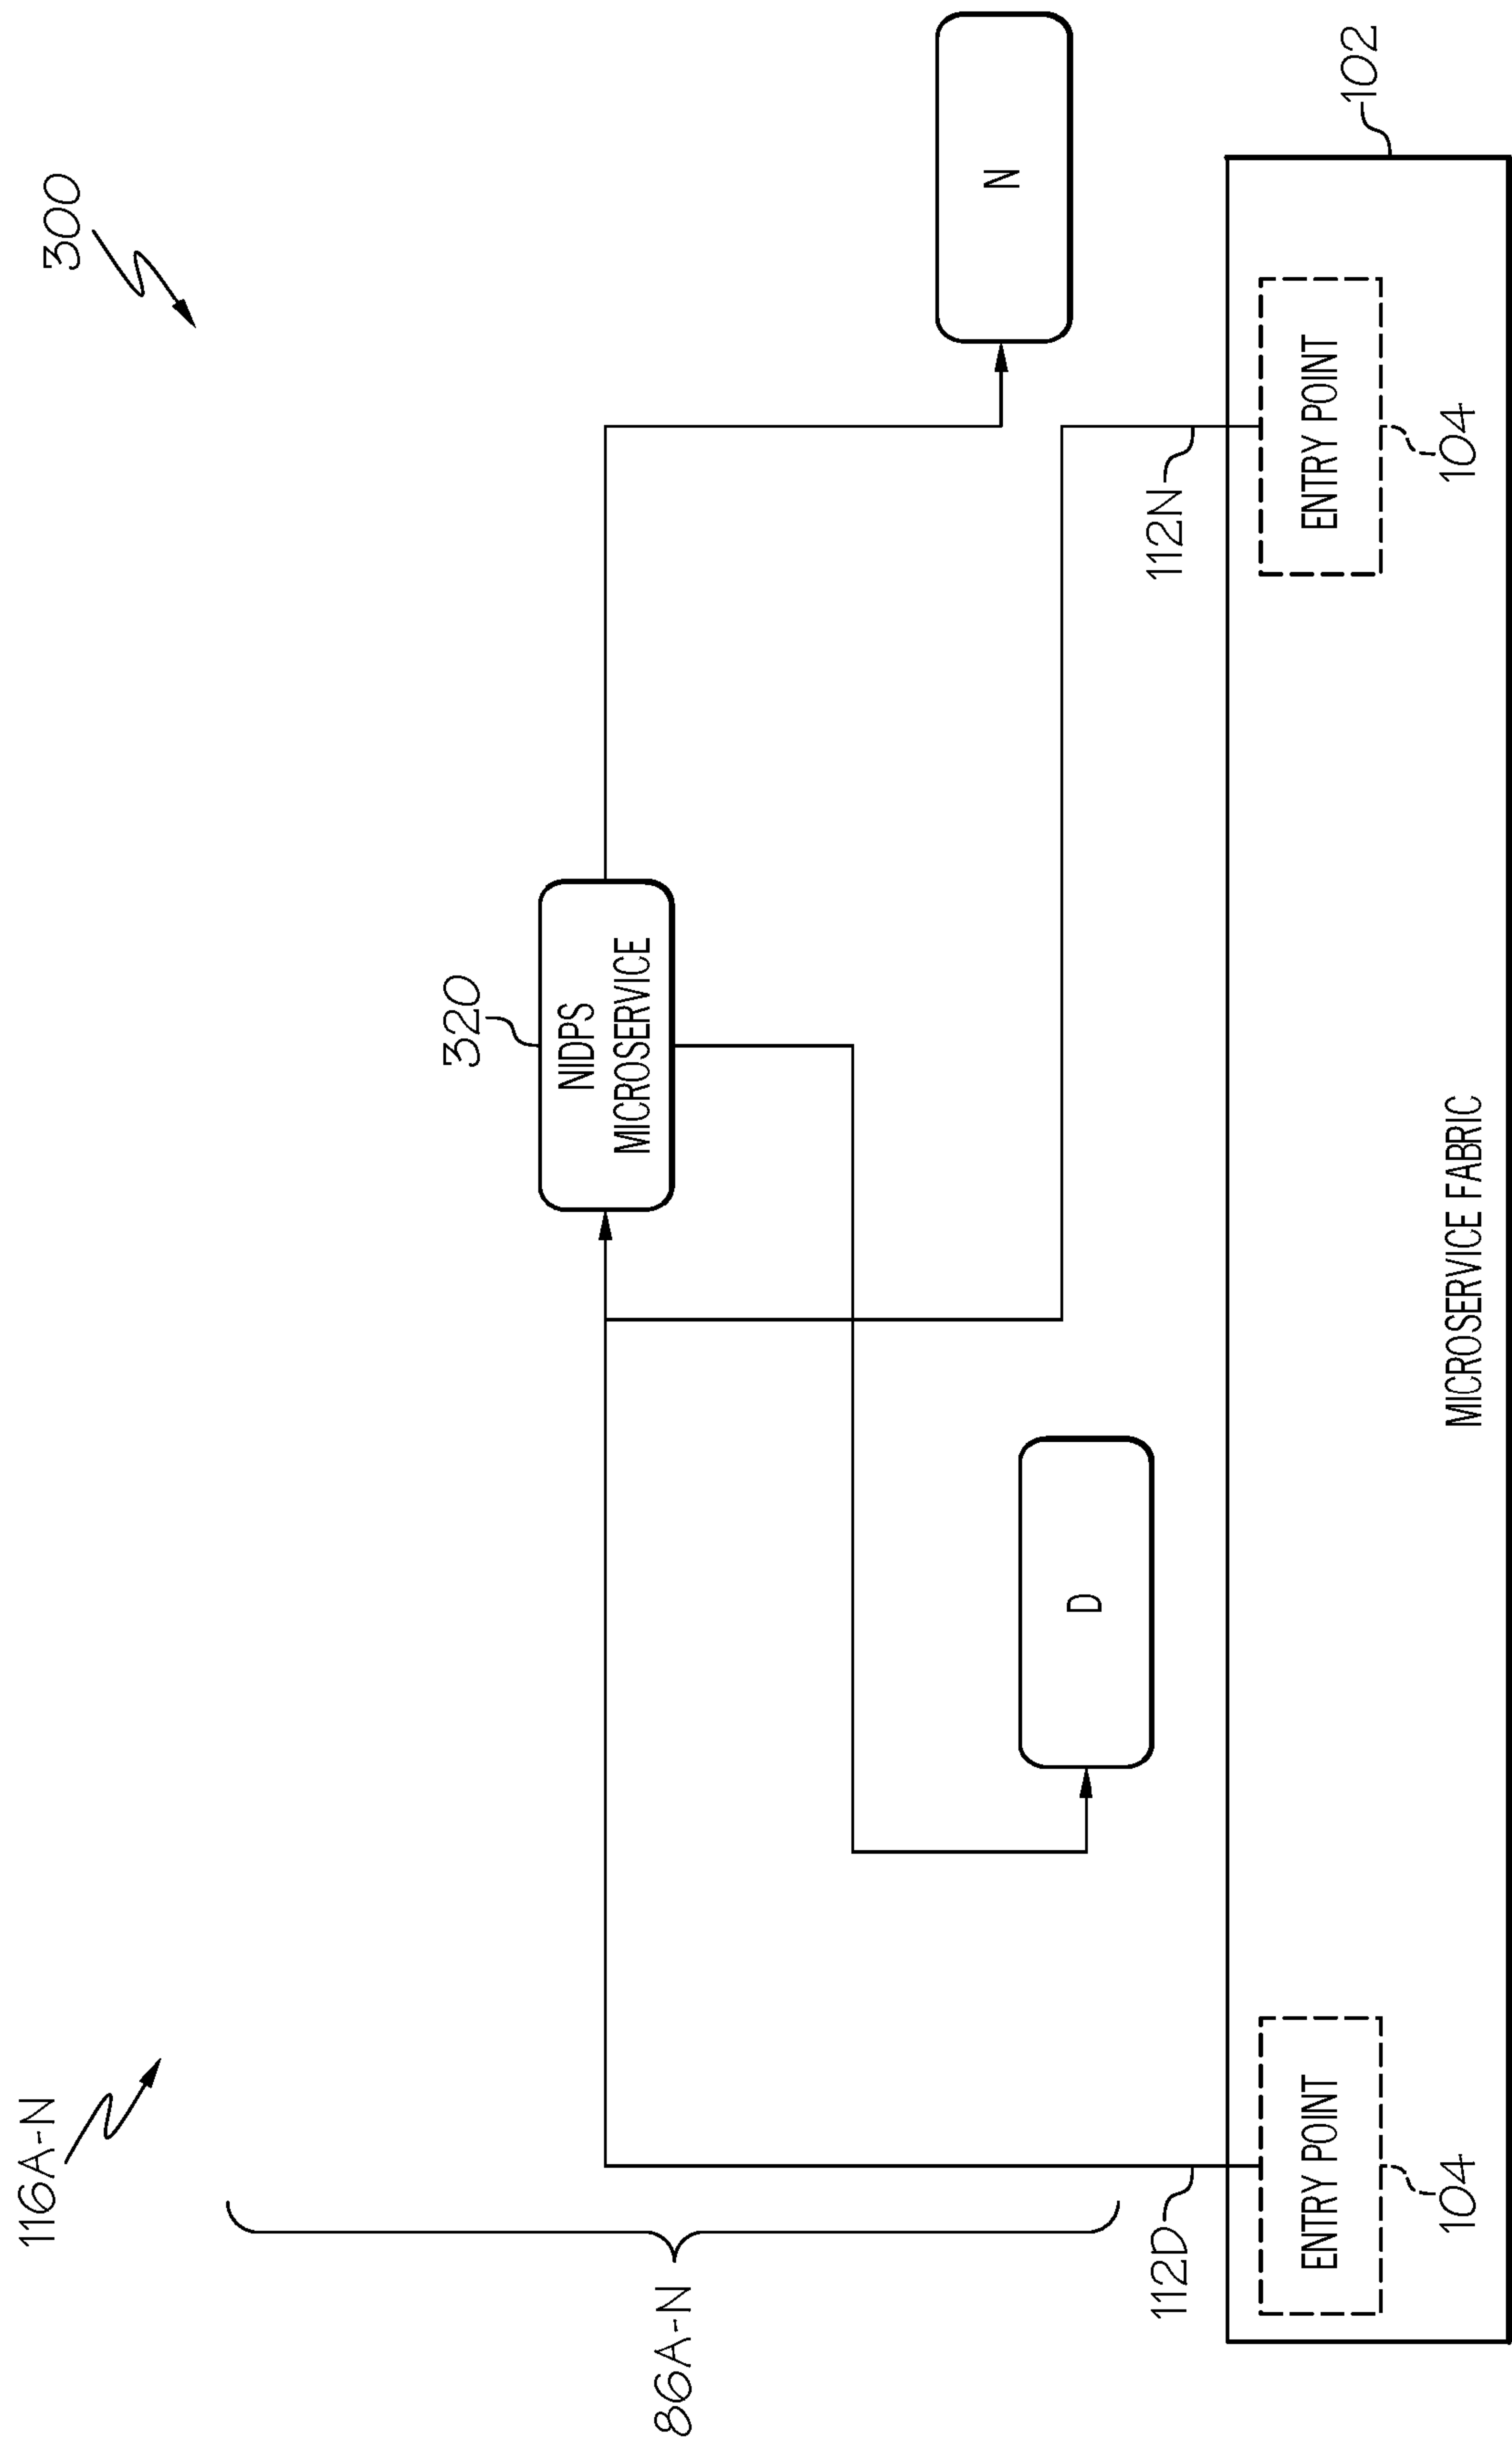 116A-N
300
320
NIDPS
MICROSERVICE
86A-N
N
D
112D
112N
102
ENTRY POINT
ENTRY POINT
104
104
MICROSERVICE FABRIC